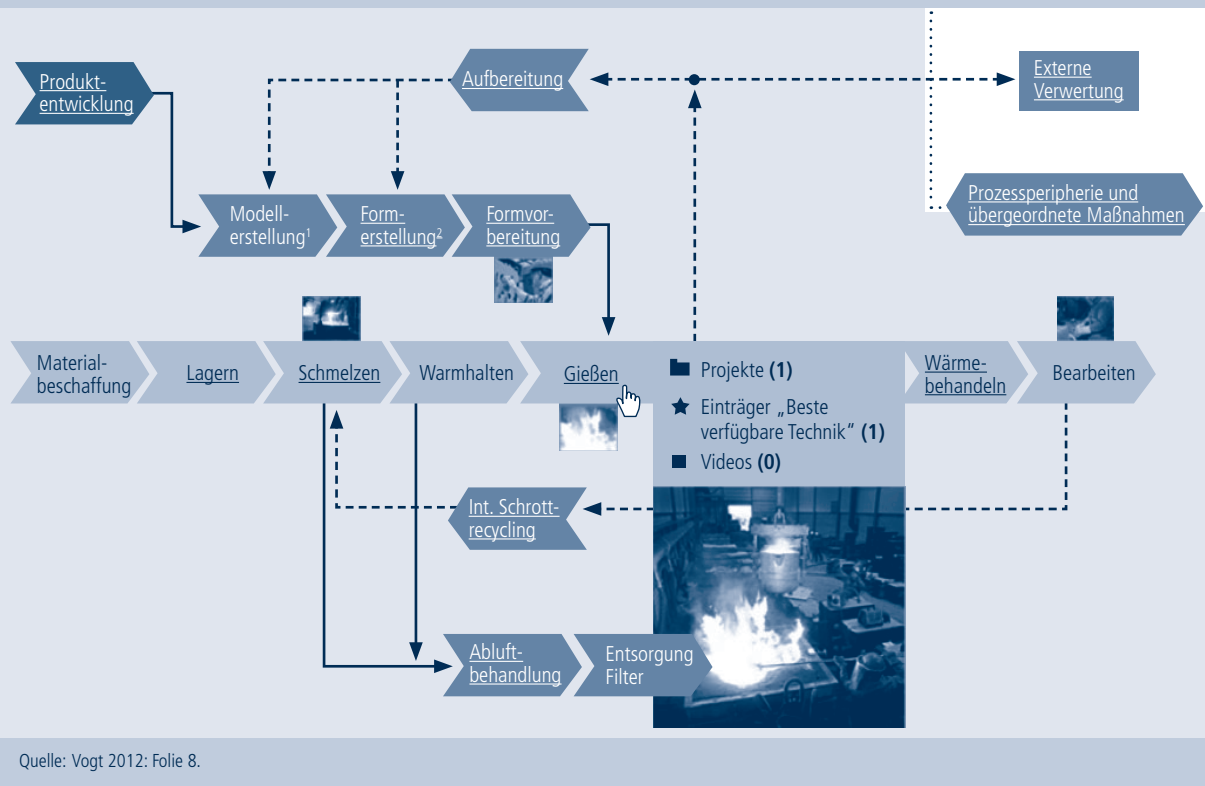 Produkt-
entwicklung
Aufbereitung
Externe
Verwertung
Prozessperipherie und
übergeordnete Maßnahmen
Modell-
erstellung¹
Form-
erstellung²
Formvor-
bereitung
Material-
beschaffung
Lagern
Schmelzen
Warmhalten
Gießen
Projekte (1)
Einträger „Beste
verfügbare Technik“ (1)
Videos (0)
Wärme-
behandeln
Bearbeiten
Int. Schrott-
recycling
Abluft-
behandlung
Entsorgung
Filter
Quelle: Vogt 2012: Folie 8.